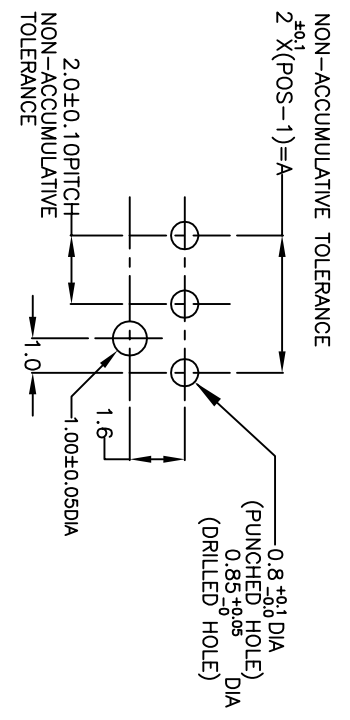 NON-ACCUMULATIVE TOLERANCE
2 ±0.1 X(POS-1)=A
2.0±0.10PITCH
NON-ACCUMULATIVE
TOLERANCE
1.0
1.6
1.00±0.05DIA
0.8 +0.1 -0.0 DIA
(PUNCHED HOLE)
0.85 +0.05 -0 DIA
(DRILLED HOLE)